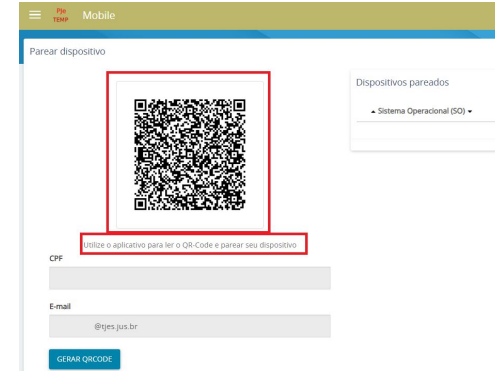 Pje
TEMP
Mobile
Parear dispositivo
Dispositivos pareados
Sistema Operacional (SO)
Utilize o aplicativo para ler o QR-Code e parear seu dispositivo
CPF
E-mail
@tjes.jus.br
GERAR QRCODE